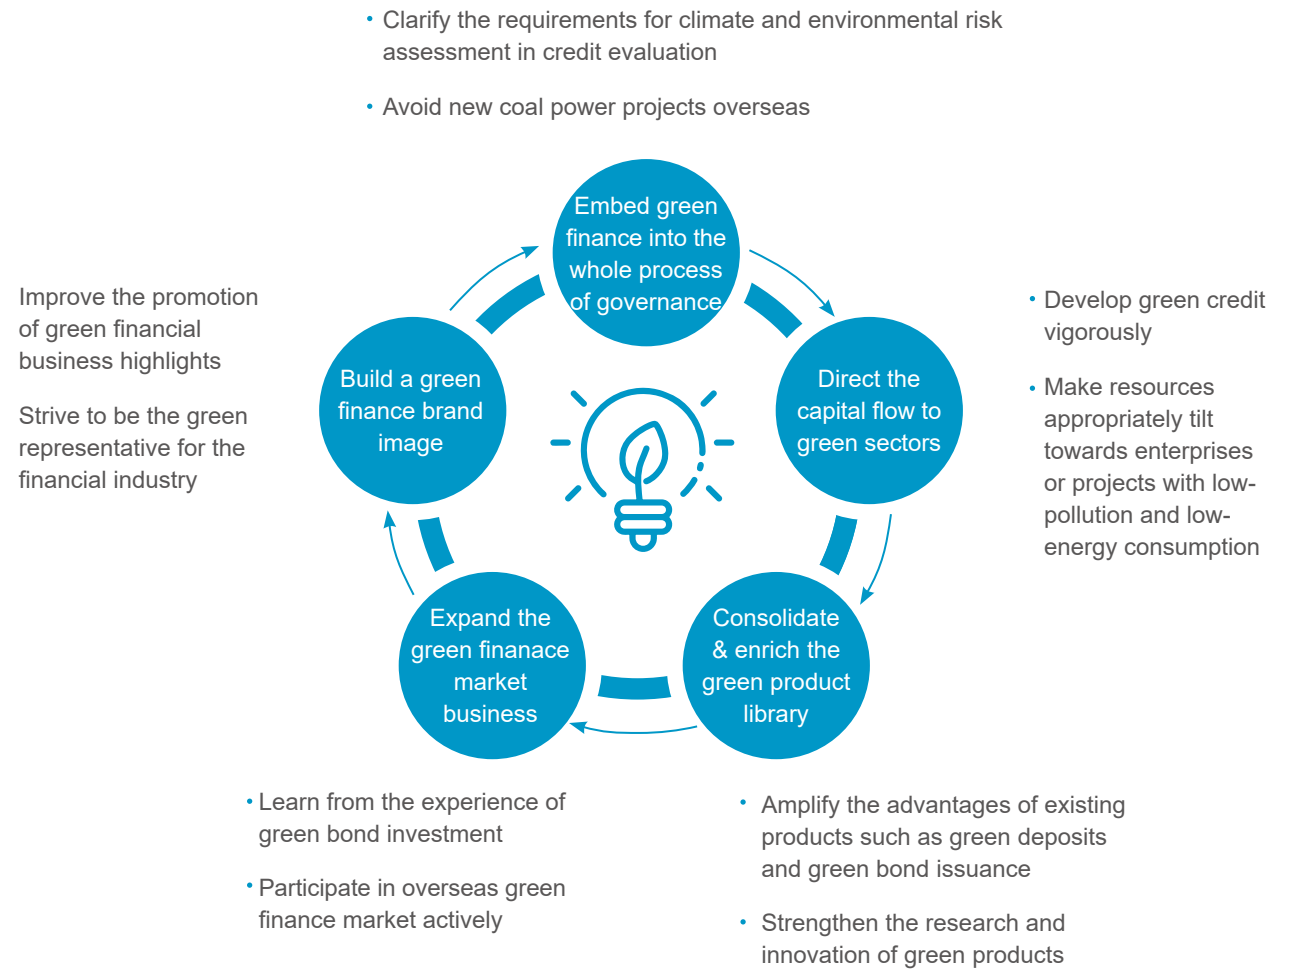 • Clarify the requirements for climate and environmental risk
assessment in credit evaluation
• Avoid new coal power projects overseas
Embed green
finance into the
whole process
of governance
Direct the
capital flow to
green sectors
• Develop green credit
vigorously
• Make resources
appropriately tilt
towards enterprises
or projects with low-
pollution and low-
energy consumption
Consolidate
& enrich the
green product
library
• Amplify the advantages of existing
products such as green deposits
and green bond issuance
• Strengthen the research and
innovation of green products
Expand the
green finanace
market
business
• Learn from the experience of
green bond investment
• Participate in overseas green
finance market actively
Build a green
finance brand
image
Improve the promotion
of green financial
business highlights
Strive to be the green
representative for the
financial industry